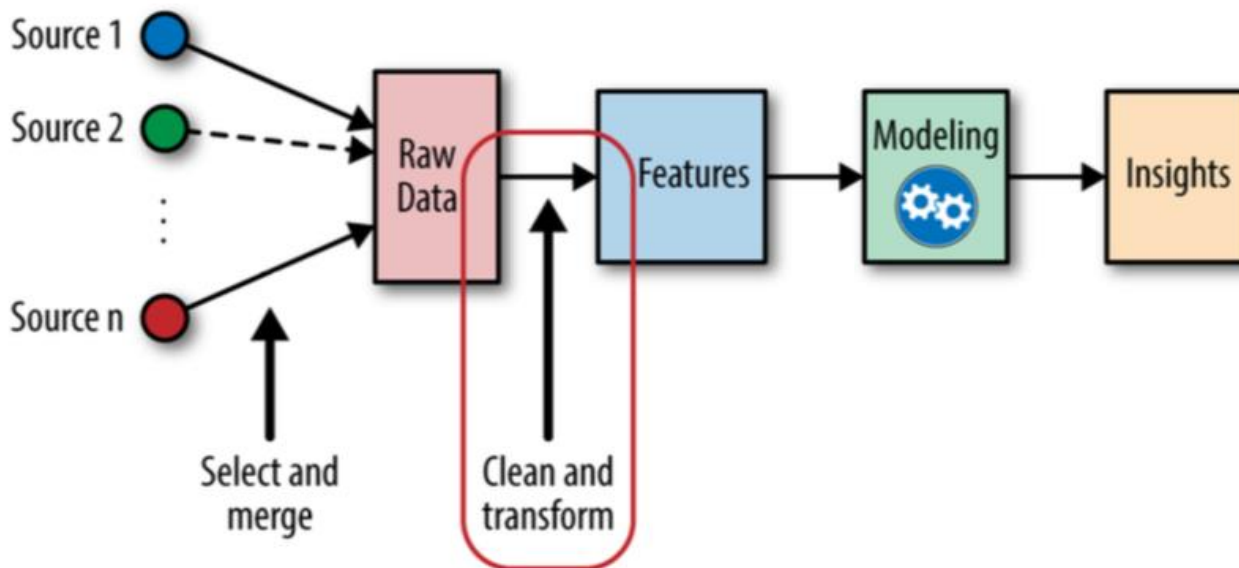 Source 1
Source 2
Source n
Select and
merge
Raw
Data
Clean and
transform
Features
Modeling
Insights